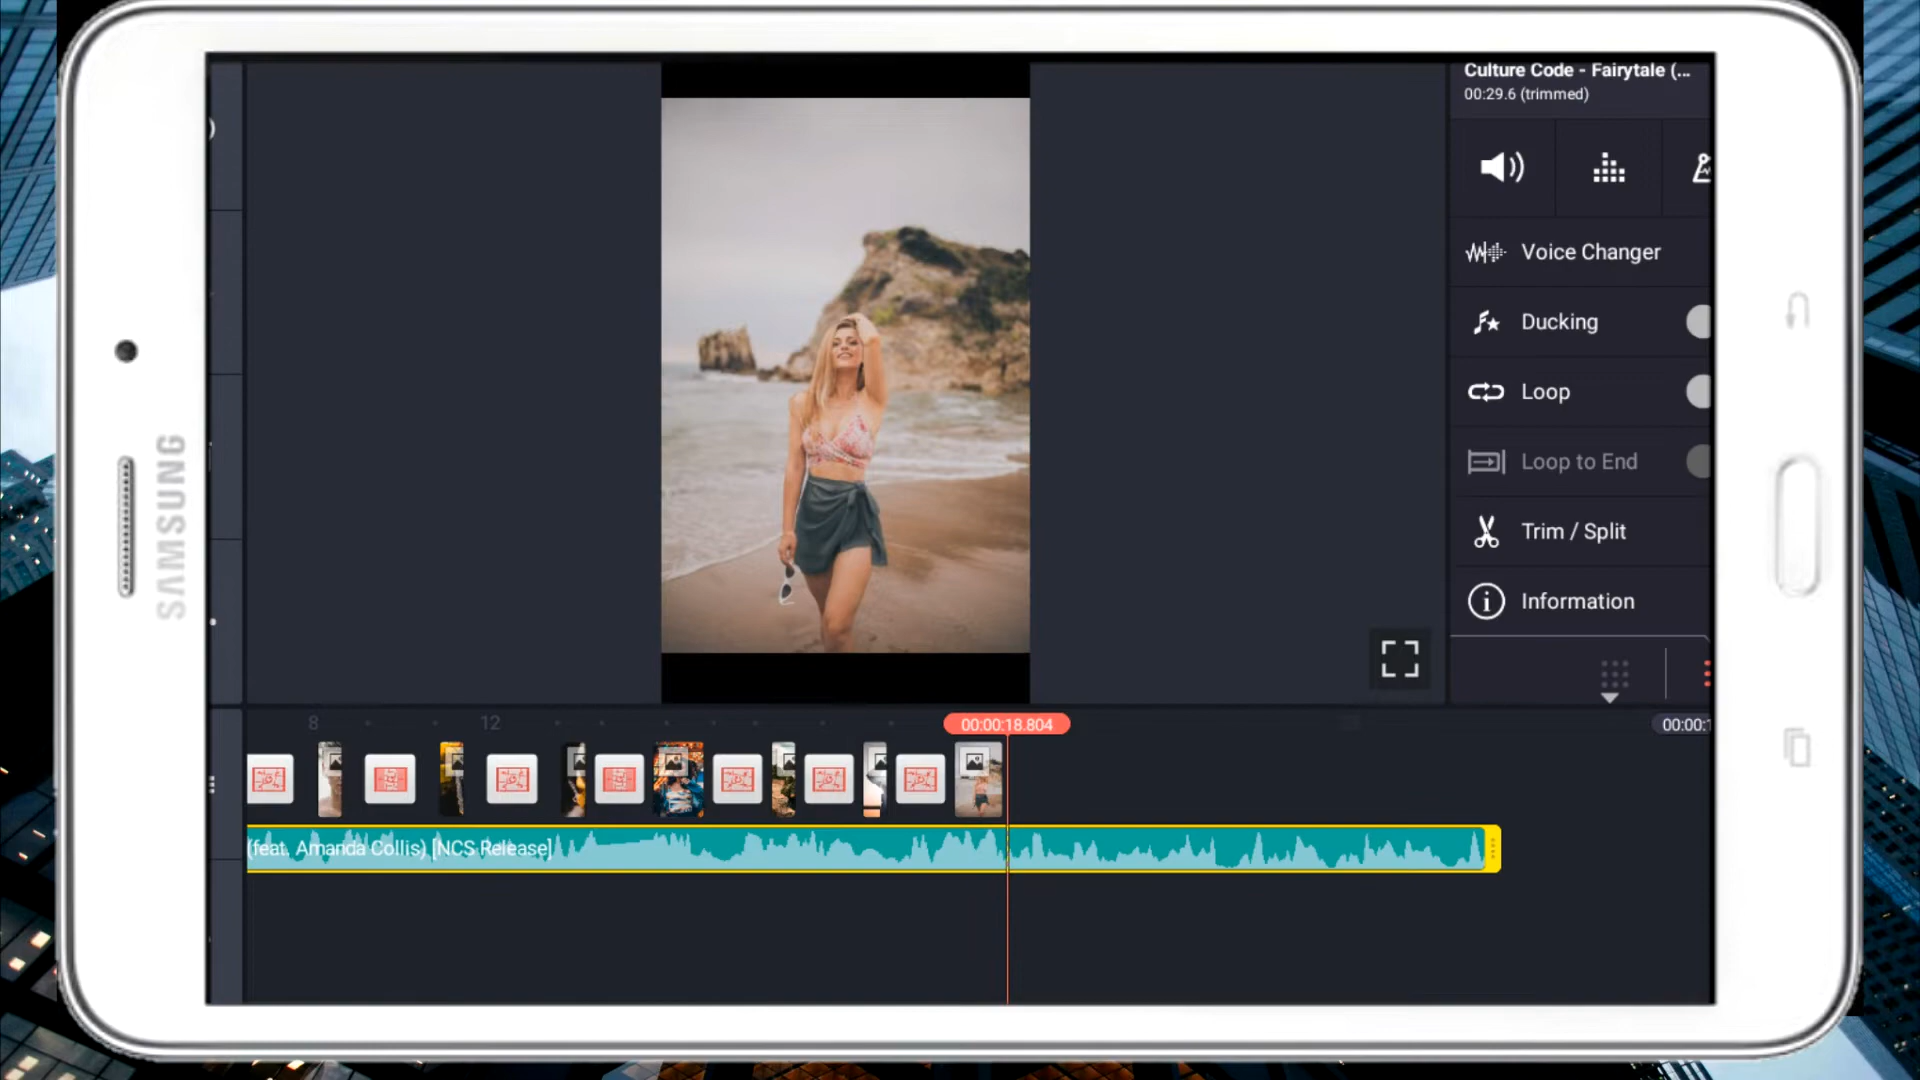 Culture Code - Fairytale (...
00:29.6 (trimmed)
Voice Changer
Ducking
Loop
Loop to End
Trim / Split
Information
SAMSUNG
8
12
00:00:18.804
00:00:1
(feat. Amanda Collis) [NCS Release]